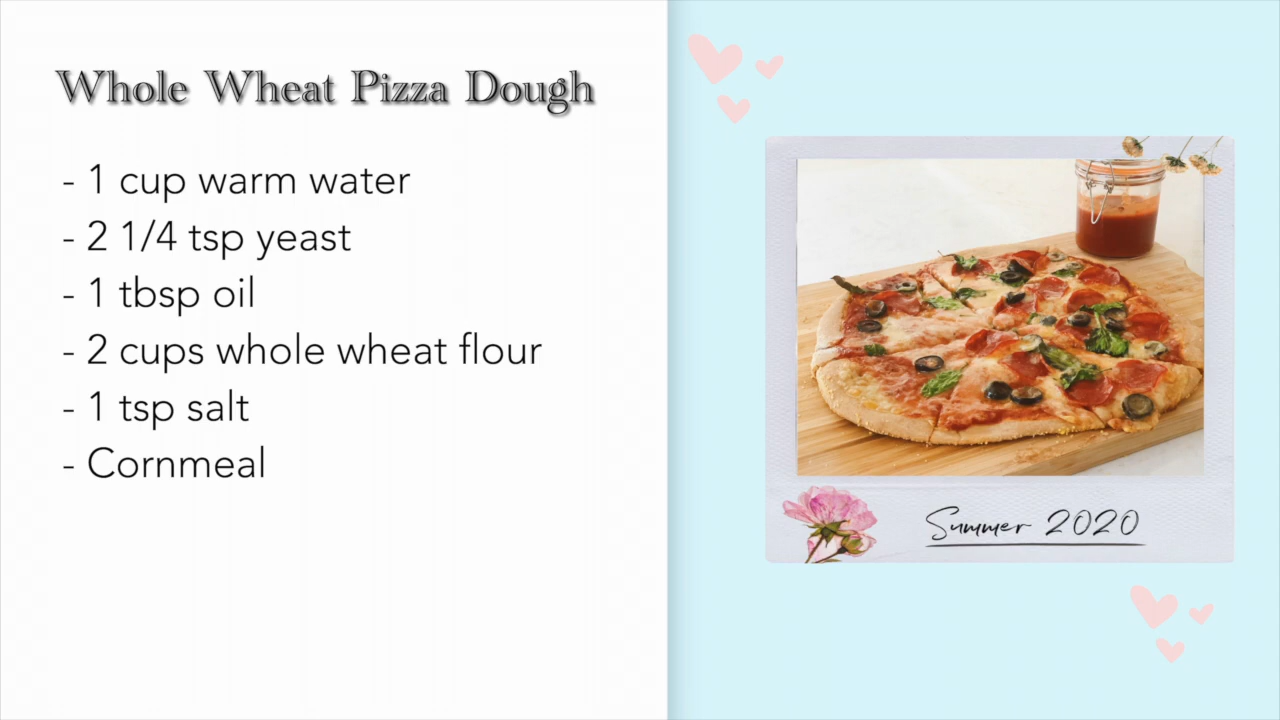 Whole Wheat Pizza Dough
- 1 cup warm water
- 2 1/4 tsp yeast
- 1 tbsp oil
- 2 cups whole wheat flour
- 1 tsp salt
- Cornmeal
Summer 2020